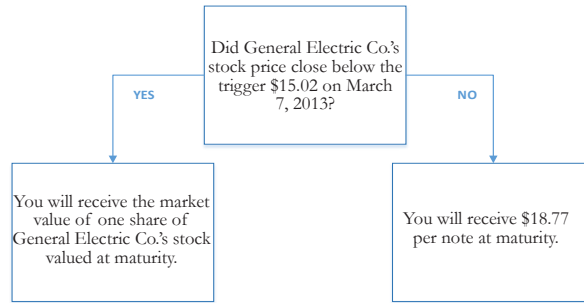 Did General Electric Co.'s
stock price close below the
trigger $15.02 on March
7, 2013?
YES
NO
You will receive the market
value of one share of
General Electric Co.'s stock
valued at maturity.
You will receive $18.77
per note at maturity.